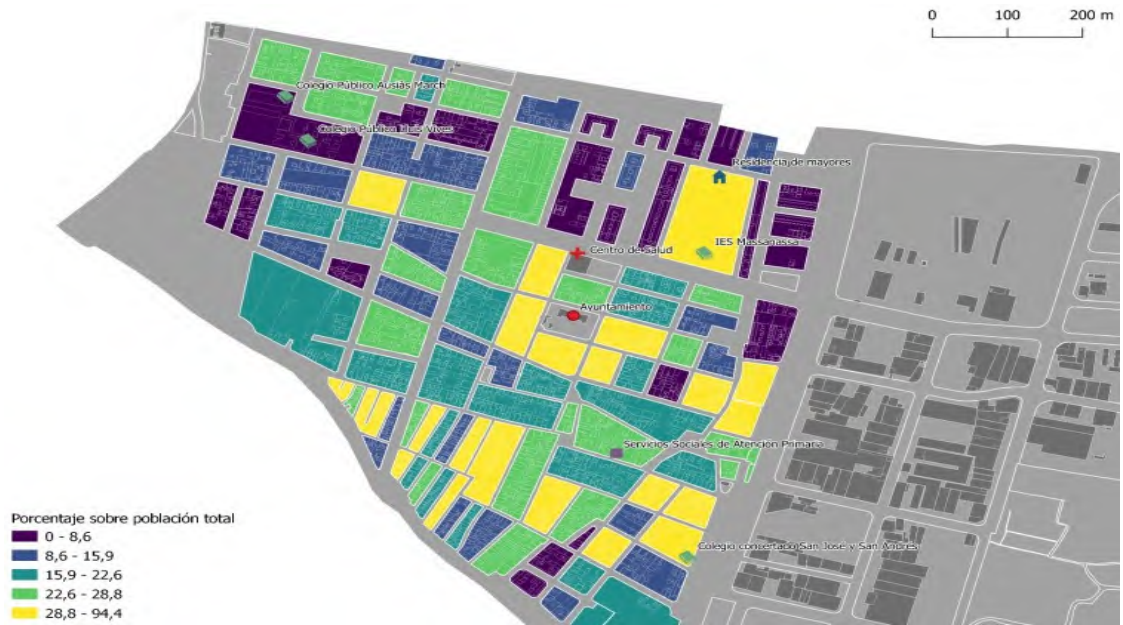 0 100 200 m
Colegio Público Ausiás March
Colegio Público Lluís Vives
Residencia de mayores
IES Massanassa
Centro de Salud
Ayuntamiento
Servicios Sociales de Atención Primaria
Colegio concertado San José y San Andrés
Porcentaje sobre población total
0 - 8,6
8,6 - 15,9
15,9 - 22,6
22,6 - 28,8
28,8 - 94,4